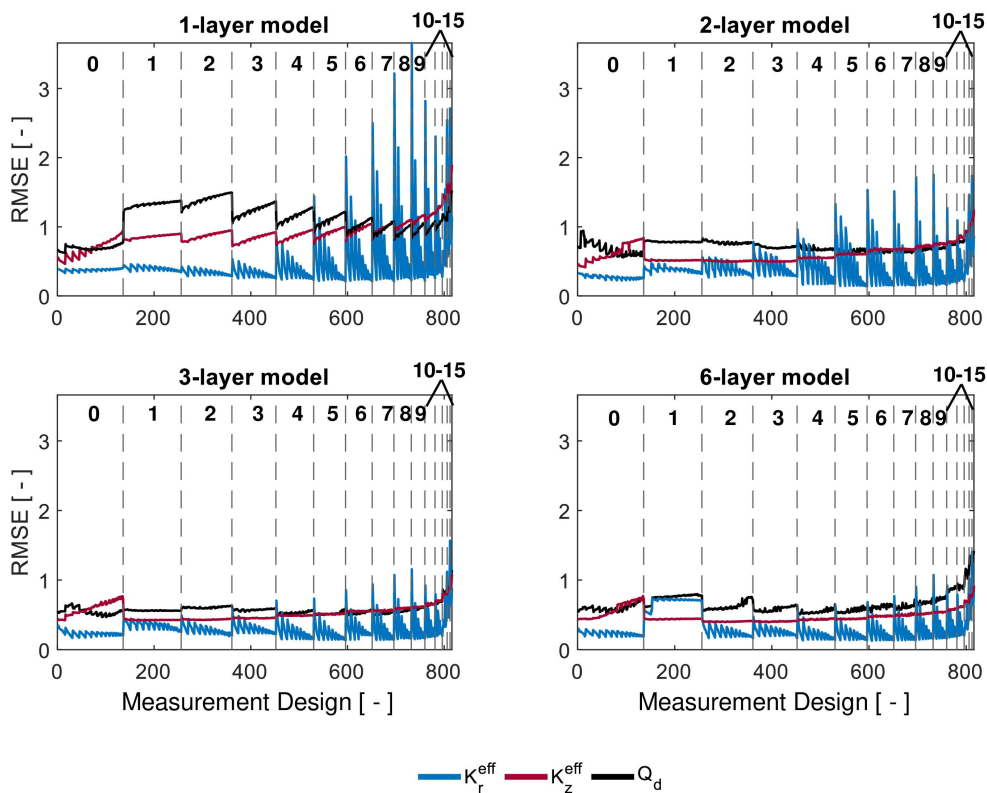 10-15
10-15
1-layer model
2-layer model
0 1 2 3 4 5 6 7 8 9
0 1 2 3 4 5 6 7 8 9
RMSE [ - ]
3
2
1
0
3
2
1
0
0 200 400 600 800
0 200 400 600 800
10-15
10-15
3-layer model
6-layer model
0 1 2 3 4 5 6 7 8 9
0 1 2 3 4 5 6 7 8 9
RMSE [ - ]
3
2
1
0
3
2
1
0
0 200 400 600 800
0 200 400 600 800
Measurement Design [ - ]
Measurement Design [ - ]
K_r^eff K_z^eff Q_d